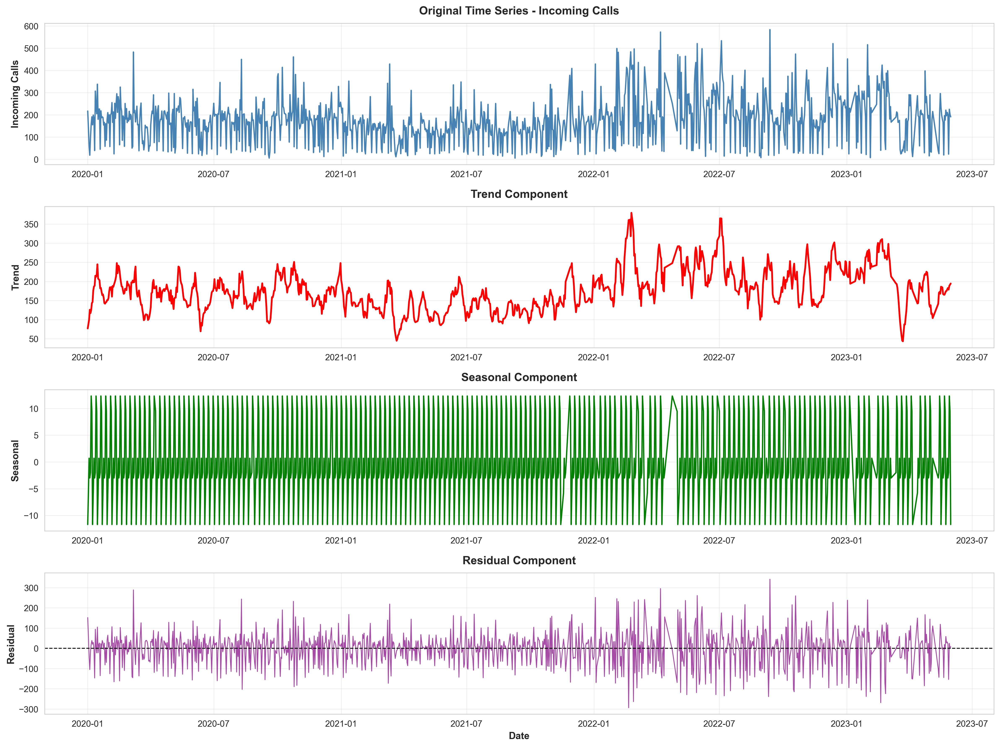 Original Time Series - Incoming Calls
Incoming Calls
600
500
400
300
200
100
0
2020-01 2020-07 2021-01 2021-07 2022-01 2022-07 2023-01 2023-07
Trend Component
Trend
350
300
250
200
150
100
50
2020-01 2020-07 2021-01 2021-07 2022-01 2022-07 2023-01 2023-07
Seasonal Component
Seasonal
10
5
0
−5
−10
2020-01 2020-07 2021-01 2021-07 2022-01 2022-07 2023-01 2023-07
Residual Component
Residual
300
200
100
0
−100
−200
−300
2020-01 2020-07 2021-01 2021-07 2022-01 2022-07 2023-01 2023-07
Date